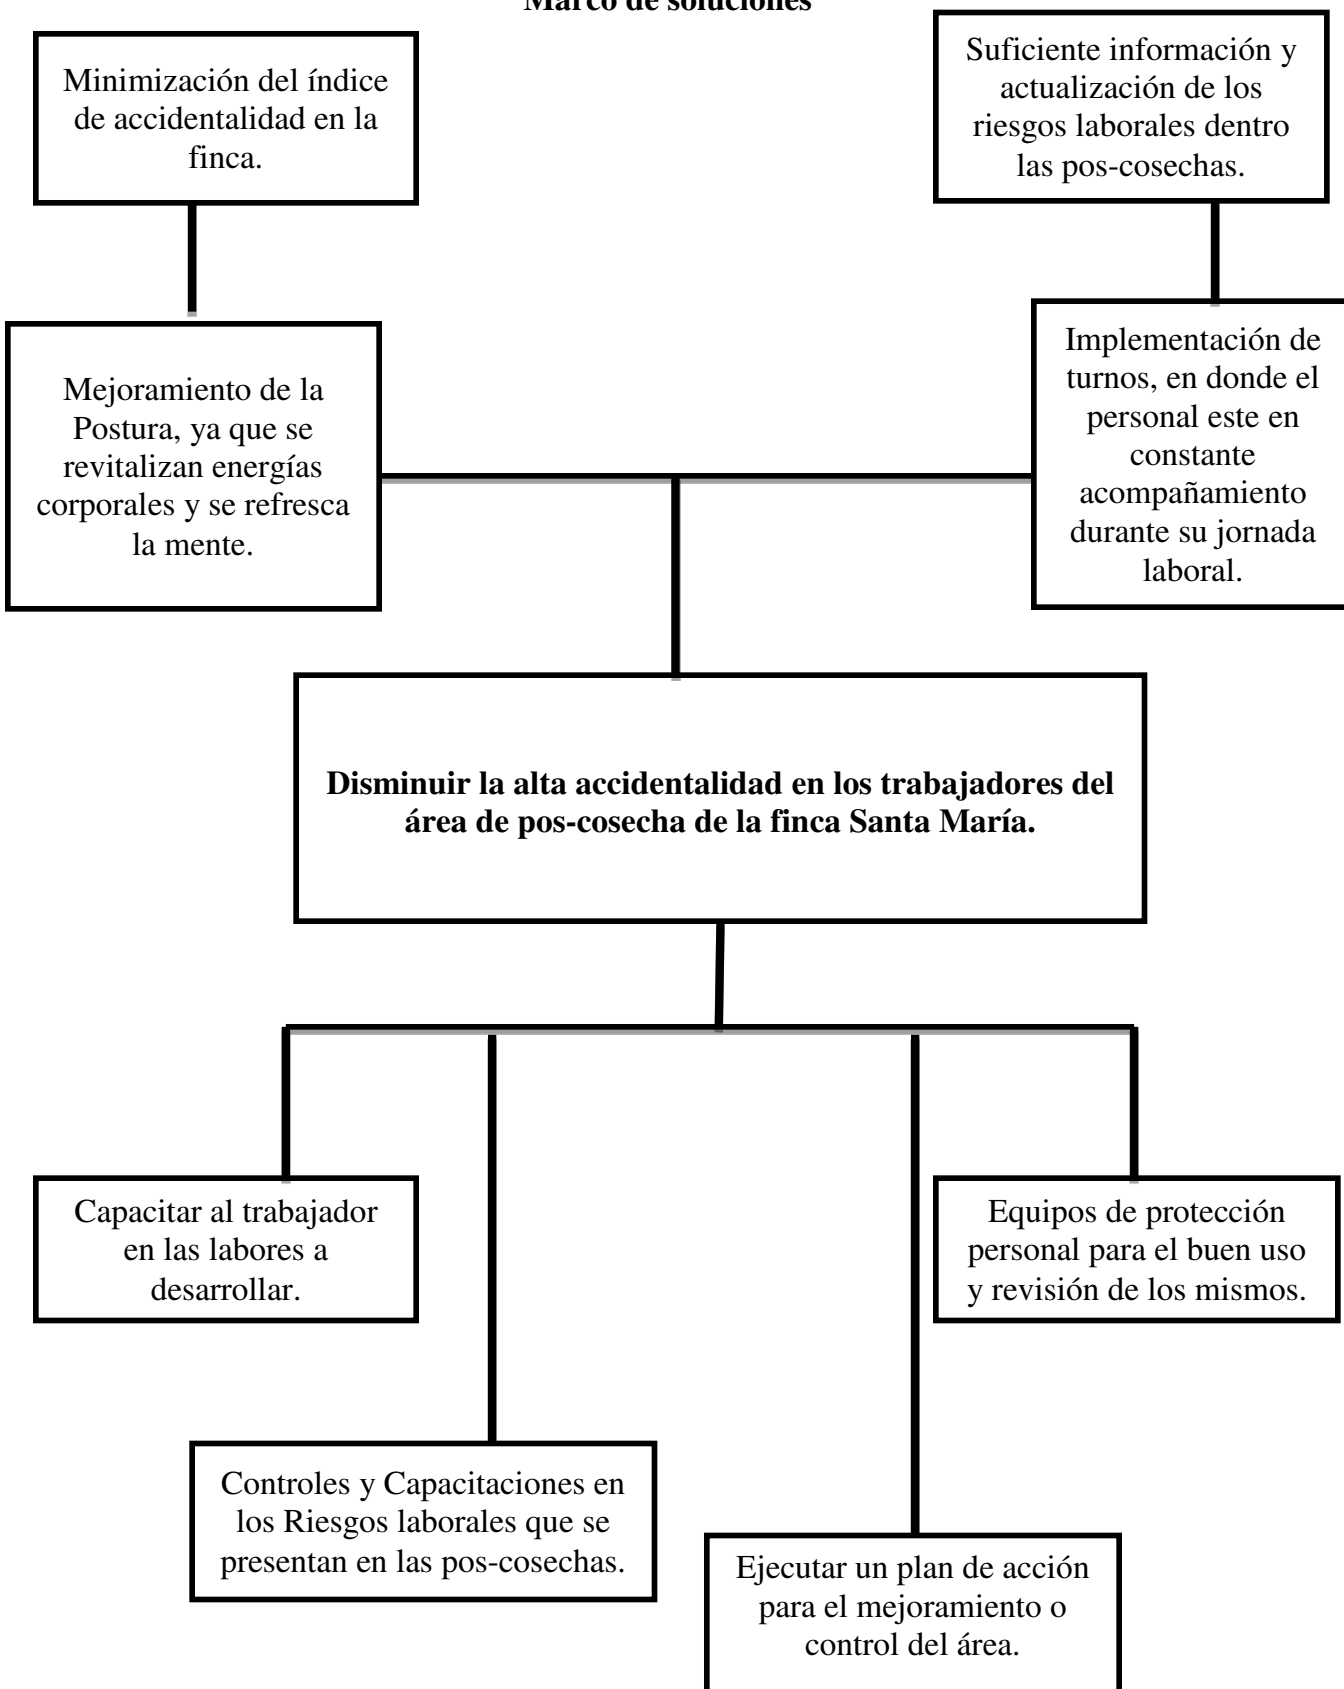 Marco de soluciones
Minimización del índice
de accidentalidad en la
finca.
Suficiente información y
actualización de los
riesgos laborales dentro
las pos-cosechas.
Mejoramiento de la
Postura, ya que se
revitalizan energías
corporales y se refresca
la mente.
Implementación de
turnos, en donde el
personal este en
constante
acompañamiento
durante su jornada
laboral.
Disminuir la alta accidentalidad en los trabajadores del
área de pos-cosecha de la finca Santa María.
Capacitar al trabajador
en las labores a
desarrollar.
Equipos de protección
personal para el buen uso
y revisión de los mismos.
Controles y Capacitaciones en
los Riesgos laborales que se
presentan en las pos-cosechas.
Ejecutar un plan de acción
para el mejoramiento o
control del área.